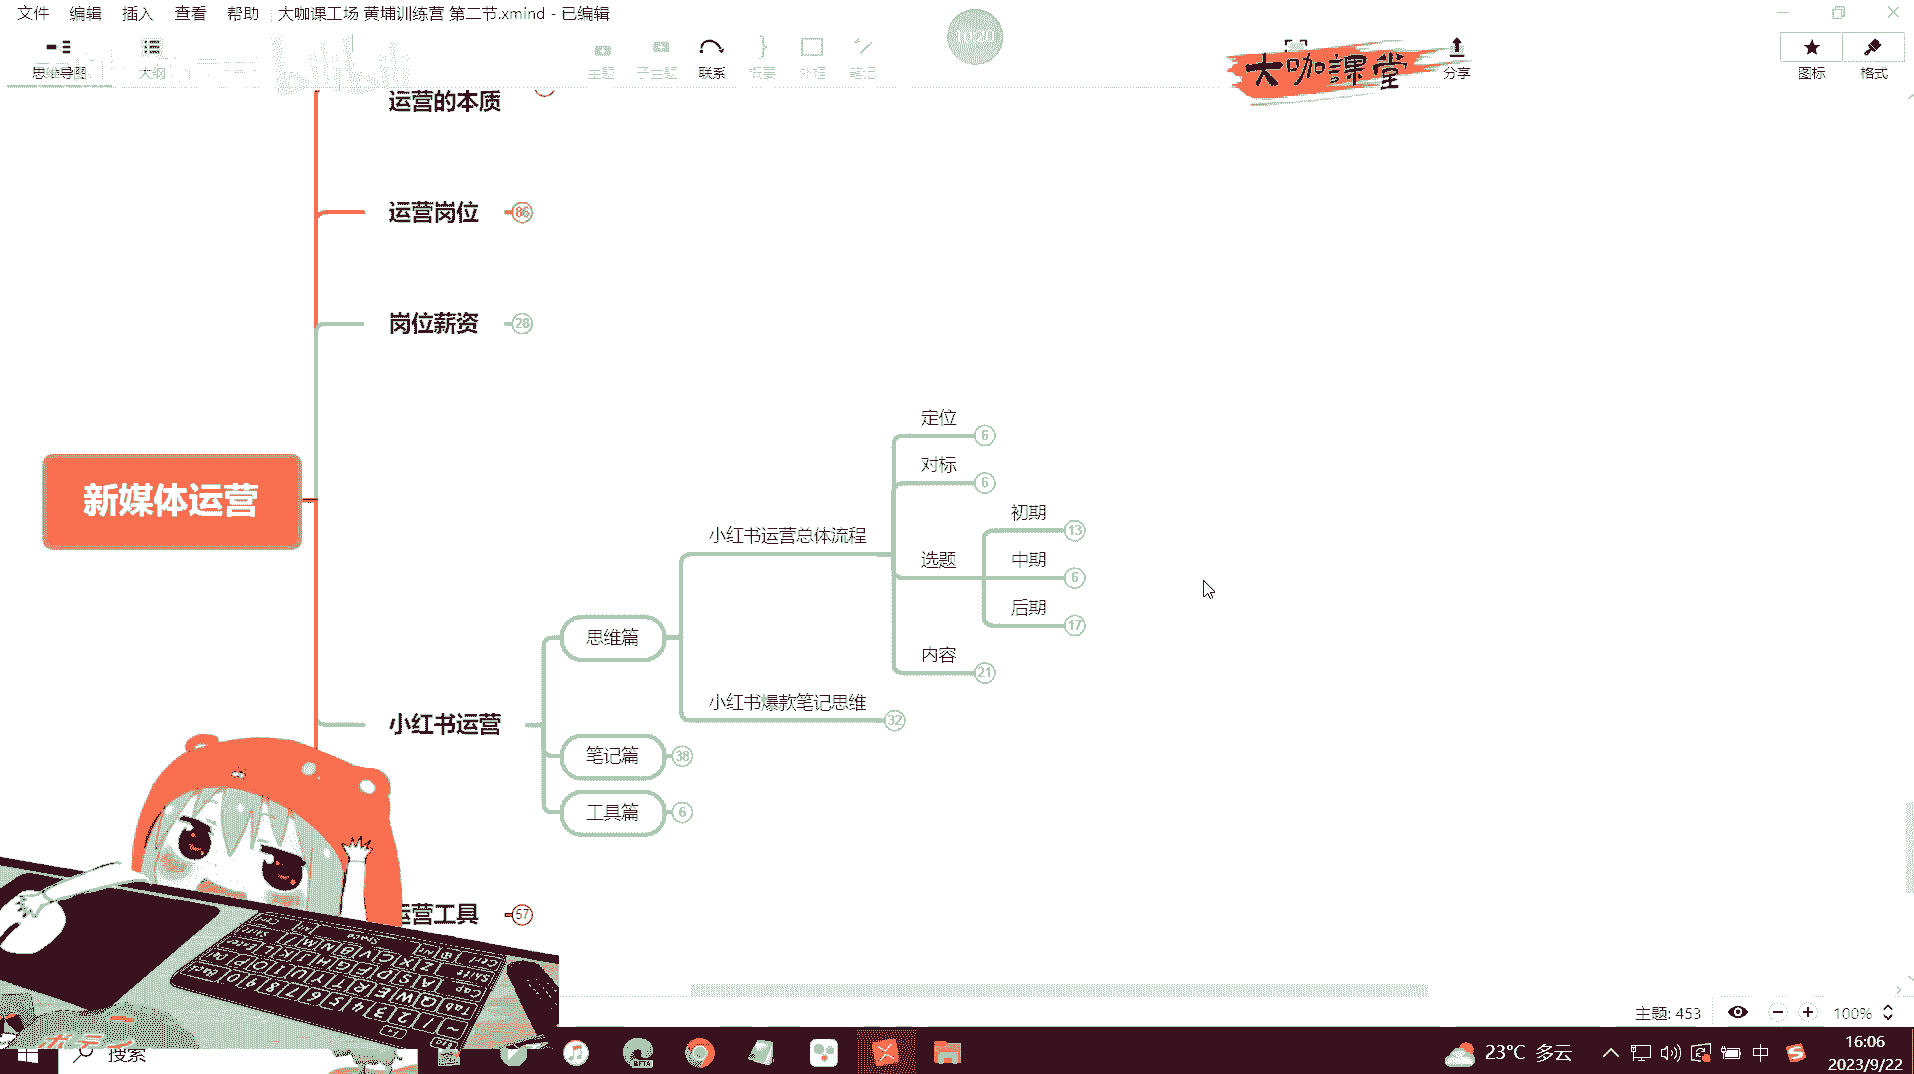 文件 编辑 插入 查看 帮助 大咖课工场 黄埔训练营 第二节.xmind - 已编辑
思维导图 大纲 主题 子主题 联系 概要 外框 笔记 分享 图标 格式
bilibili
10:20
大咖課堂
运营的本质
运营岗位 86
岗位薪资 28
定位 6
对标 6
初期 13
小红书运营总体流程
选题
中期 6
新媒体运营
后期 17
思维篇
内容 21
小红书爆款笔记思维 32
小红书运营
笔记篇 38
工具篇 6
运营工具 57
主题: 453 100%
搜索
BETA
23°C 多云
中
16:06
2023/9/22